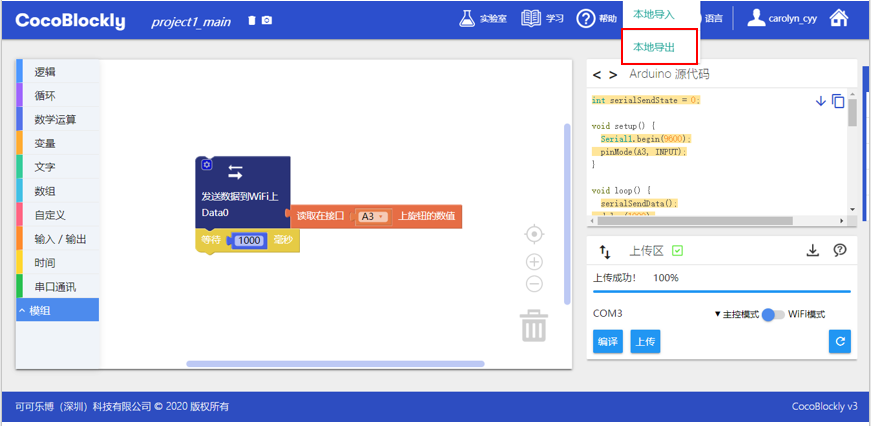 CocoBlockly
project1_main
实验室
学习
帮助
本地导入
本地导出
语言
carolyn_cyy
逻辑
循环
数学运算
变量
文字
数组
自定义
输入 / 输出
时间
串口通讯
模组
发送数据到WiFi上
Data0
读取在接口 A3 上旋钮的数值
等待 1000 毫秒
< > Arduino 源代码
int serialSendState = 0;
void setup() {
Serial1.begin(9600);
pinMode(A3, INPUT);
}
void loop() {
serialSendData();
上传区
上传成功! 100%
COM3
▼主控模式 WiFi模式
编译 上传
可可乐博（深圳）科技有限公司 © 2020 版权所有
CocoBlockly v3